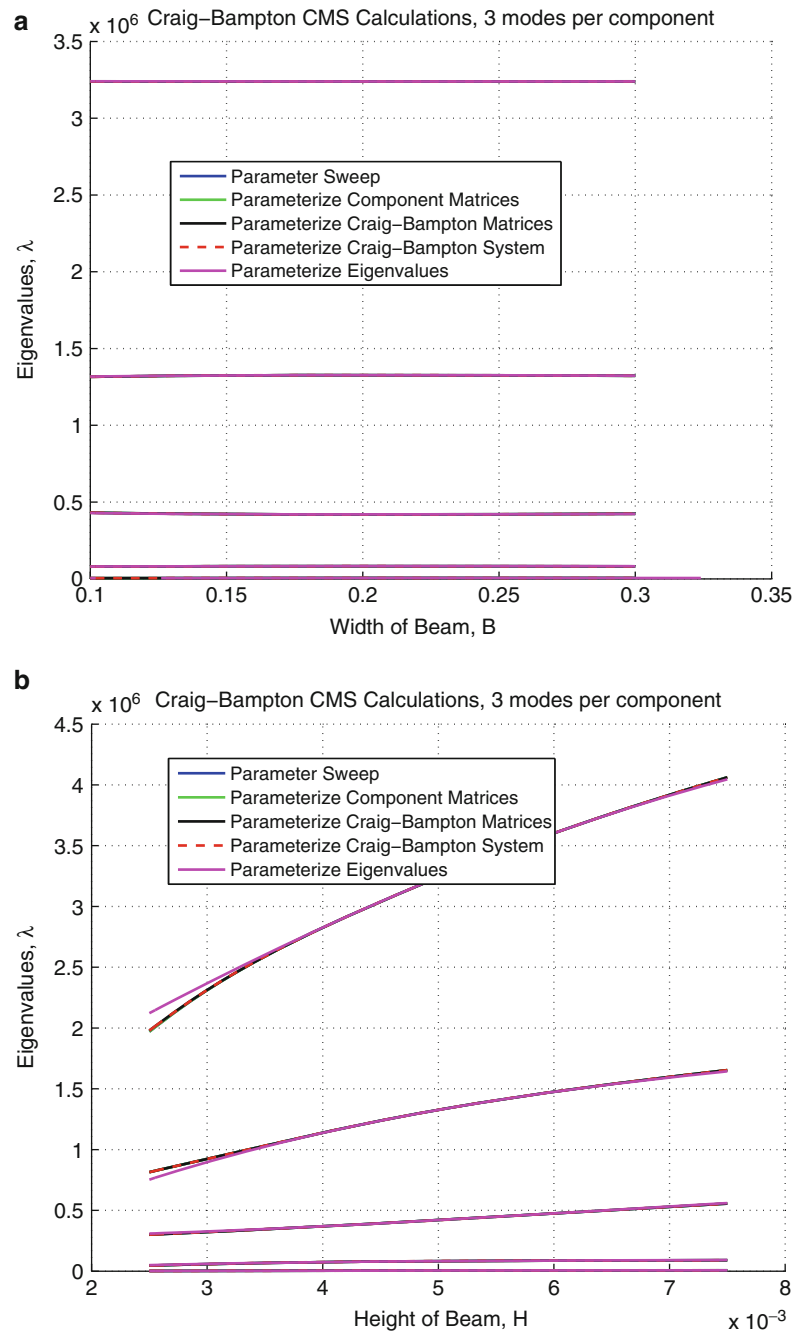 a
x 10^6 Craig–Bampton CMS Calculations, 3 modes per component
3.5
3
2.5
2
1.5
1
0.5
0
Eigenvalues, λ
Parameter Sweep
Parameterize Component Matrices
Parameterize Craig–Bampton Matrices
Parameterize Craig–Bampton System
Parameterize Eigenvalues
0.1 0.15 0.2 0.25 0.3 0.35
Width of Beam, B
b
x 10^6 Craig–Bampton CMS Calculations, 3 modes per component
4.5
4
3.5
3
2.5
2
1.5
1
0.5
0
Eigenvalues, λ
Parameter Sweep
Parameterize Component Matrices
Parameterize Craig–Bampton Matrices
Parameterize Craig–Bampton System
Parameterize Eigenvalues
2 3 4 5 6 7 8
Height of Beam, H
x 10^−3